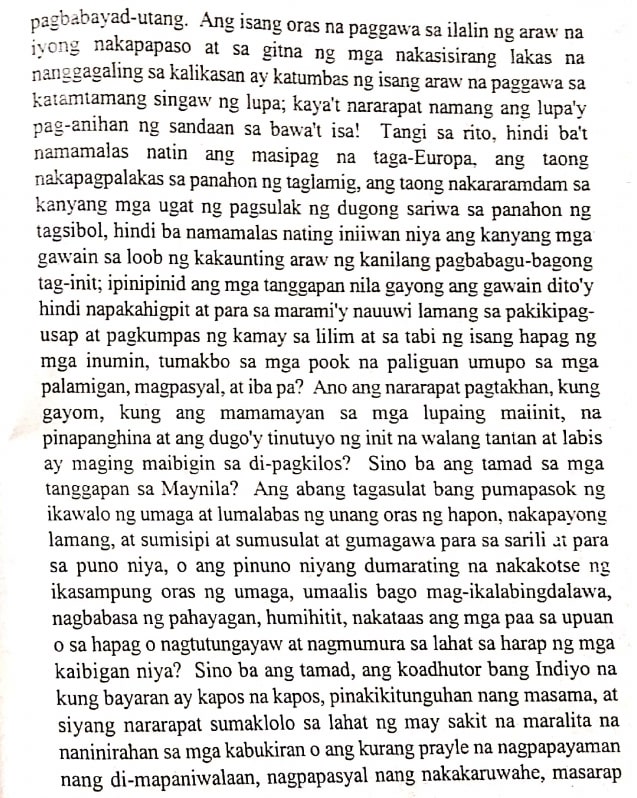 pagbabayad-utang. Ang isang oras na paggawa sa ilalin ng araw na
iyong nakapapaso at sa gitna ng mga nakasisirang lakas na
nanggagaling sa kalikasan ay katumbas ng isang araw na paggawa sa
katamtamang singaw ng lupa; kaya't nararapat namang ang lupa'y
pag-anihan ng sandaan sa bawa't isa! Tangi sa rito, hindi ba't
namamalas natin ang masipag na taga-Europa, ang taong
nakapagpalakas sa panahon ng taglamig, ang taong nakararamdam sa
kanyang mga ugat ng pagsulak ng dugong sariwa sa panahon ng
tagsibol, hindi ba namamalas nating iniiwan niya ang kanyang mga
gawain sa loob ng kakaunting araw ng kanilang pagbabagu-bagong
tag-init; ipinipinid ang mga tanggapan nila gayong ang gawain dito'y
hindi napakahigpit at para sa marami'y nauuwi lamang sa pakikipag-
usap at pagkumpas ng kamay sa lilim at sa tabi ng isang hapag ng
mga inumin, tumakbo sa mga pook na paliguan umupo sa mga
palamigan, magpasyal, at iba pa? Ano ang nararapat pagtakhan, kung
gayom, kung ang mamamayan sa mga lupaing maiinit, na
pinapanghina at ang dugo'y tinutuyo ng init na walang tantan at labis
ay maging maibigin sa di-pagkilos? Sino ba ang tamad sa mga
tanggapan sa Maynila? Ang abang tagasulat bang pumapasok ng
ikawalo ng umaga at lumalabas ng unang oras ng hapon, nakapayong
lamang, at sumisipi at sumusulat at gumagawa para sa sarili at para
sa puno niya, o ang pinuno niyang dumarating na nakakotse ng
ikasampung oras ng umaga, umaalis bago mag-ikalabingdalawa,
nagbabasa ng pahayagan, humihitit, nakataas ang mga paa sa upuan
o sa hapag o nagtutungayaw at nagmumura sa lahat sa harap ng mga
kaibigan niya? Sino ba ang tamad, ang koadhutor bang Indiyo na
kung bayaran ay kapos na kapos, pinakikitunguhan nang masama, at
siyang nararapat sumaklolo sa lahat ng may sakit na maralita na
naninirahan sa mga kabukiran o ang kurang prayle na nagpapayaman
nang di-mapaniwalaan, nagpapasyal nang nakakaruwahe, masarap